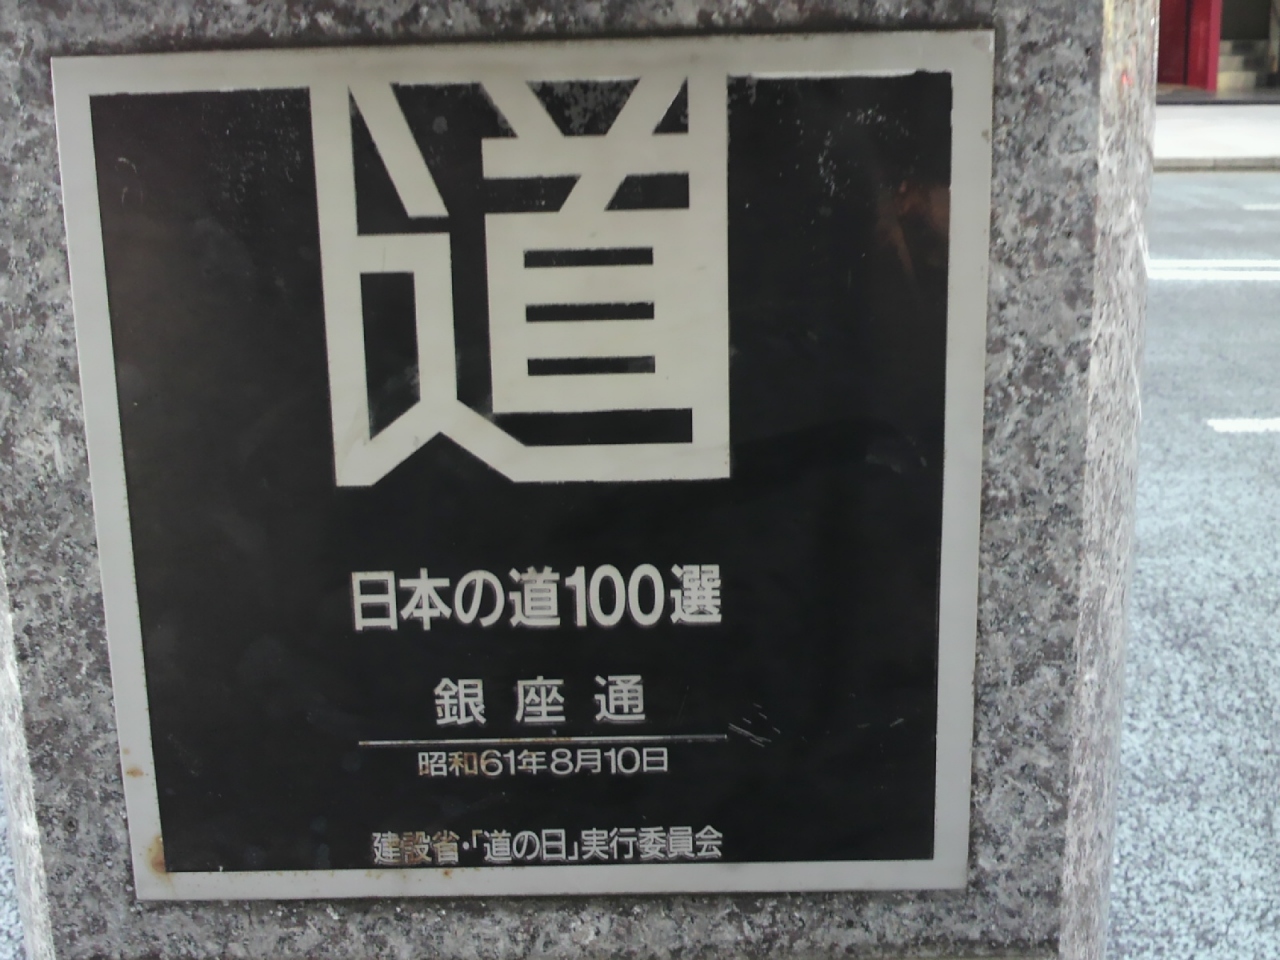 道
日本の道100選
銀座通
昭和61年8月10日
建設省・「道の日」実行委員会